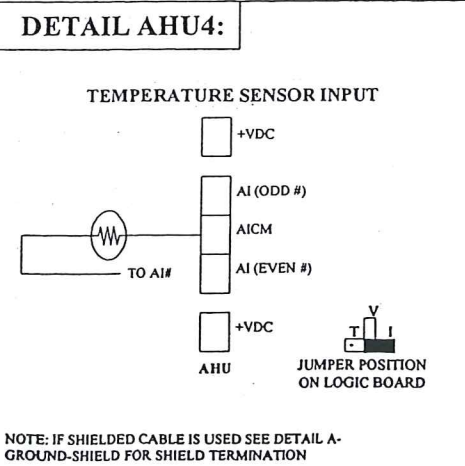 DETAIL AHU4:
TEMPERATURE SENSOR INPUT
+VDC
AI (ODD #)
AICM
TO AI#
AI (EVEN #)
+VDC
AHU
V
T I
JUMPER POSITION
ON LOGIC BOARD
NOTE: IF SHIELDED CABLE IS USED SEE DETAIL A-
GROUND-SHIELD FOR SHIELD TERMINATION